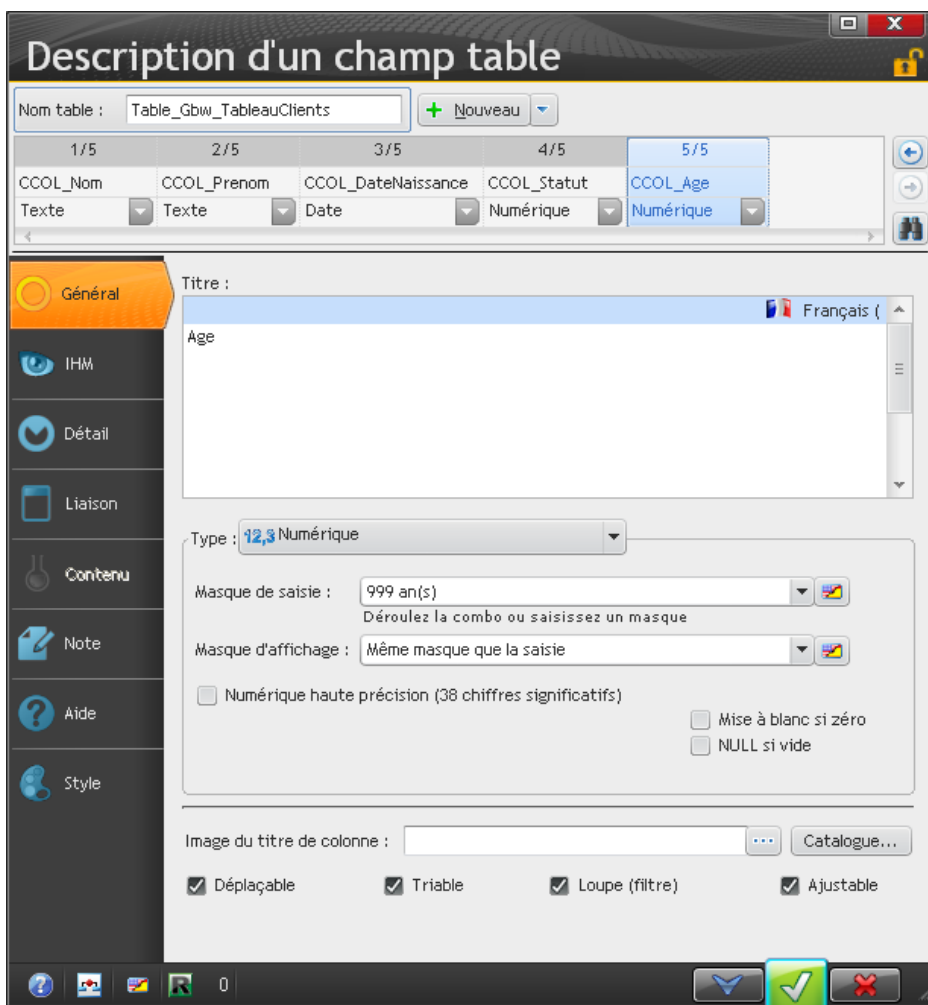 Description d'un champ table
Nom table : Table_Gbw_TableauClients Nouveau
1/5 2/5 3/5 4/5 5/5
CCOL_Nom CCOL_Prenom CCOL_DateNaissance CCOL_Statut CCOL_Age
Texte Texte Date Numérique Numérique
Général
IHM
Détail
Liaison
Contenu
Note
Aide
Style
Titre :
Français (
Age
Type : 12,3 Numérique
Masque de saisie : 999 an(s)
Déroulez la combo ou saisissez un masque
Masque d'affichage : Même masque que la saisie
Numérique haute précision (38 chiffres significatifs)
Mise à blanc si zéro
NULL si vide
Image du titre de colonne : ... Catalogue...
Déplaçable Triable Loupe (filtre) Ajustable
? R 0